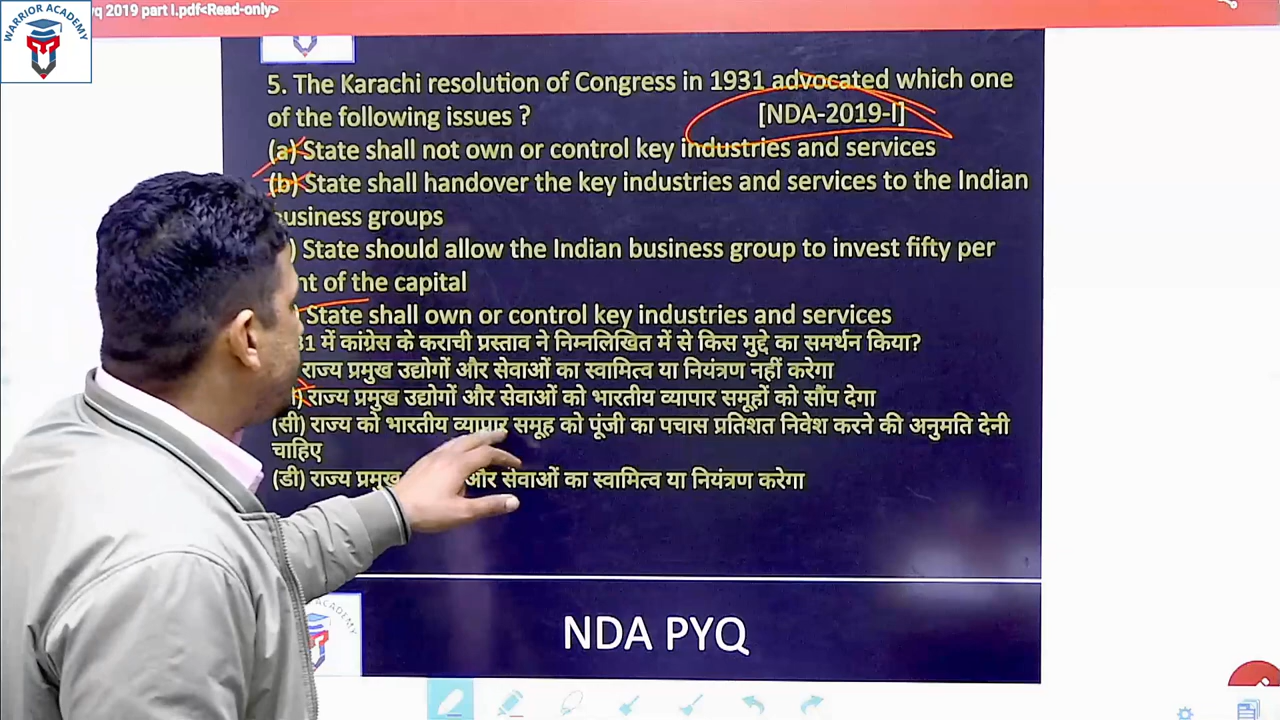 WARRIOR ACADEMY
yq 2019 part I.pdf<Read-only>
5. The Karachi resolution of Congress in 1931 advocated which one
of the following issues ? [NDA-2019-I]
(a) State shall not own or control key industries and services
(b) State shall handover the key industries and services to the Indian
business groups
) State should allow the Indian business group to invest fifty per
nt of the capital
State shall own or control key industries and services
31 में कांग्रेस के कराची प्रस्ताव ने निम्नलिखित में से किस मुद्दे का समर्थन किया?
राज्य प्रमुख उद्योगों और सेवाओं का स्वामित्व या नियंत्रण नहीं करेगा
) राज्य प्रमुख उद्योगों और सेवाओं को भारतीय व्यापार समूहों को सौंप देगा
(सी) राज्य को भारतीय व्यापार समूह को पूंजी का पचास प्रतिशत निवेश करने की अनुमति देनी
चाहिए
(डी) राज्य प्रमुख और सेवाओं का स्वामित्व या नियंत्रण करेगा
ACADEMY
NDA PYQ